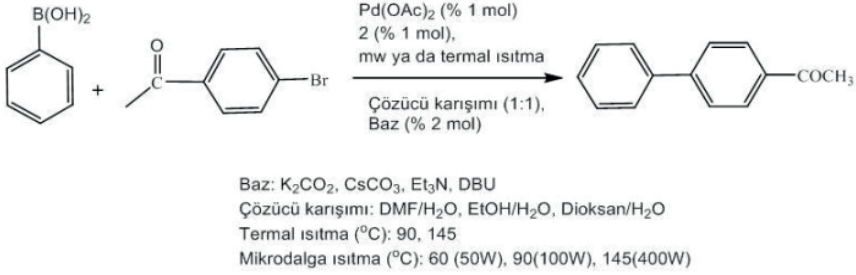 B(OH)₂
+
O
C
Br
Pd(OAc)₂ (% 1 mol)
2 (% 1 mol),
mw ya da termal ısıtma
Çözücü karışımı (1:1),
Baz (% 2 mol)
COCH₃
Baz: K₂CO₂, CsCO₃, Et₃N, DBU
Çözücü karışımı: DMF/H₂O, EtOH/H₂O, Dioksan/H₂O
Termal ısıtma (⁰C): 90, 145
Mikrodalga ısıtma (⁰C): 60 (50W), 90(100W), 145(400W)